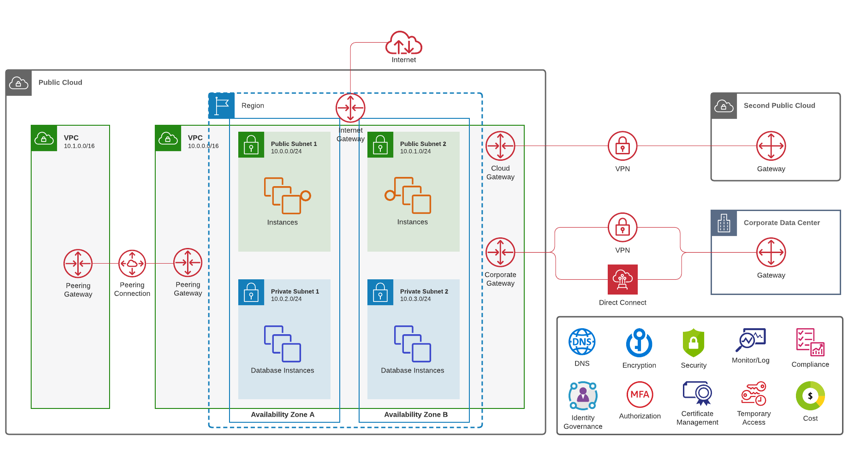 Internet
Public Cloud
Region
Internet
Gateway
VPC
10.1.0.0/16
VPC
10.0.0.0/16
Public Subnet 1
10.0.0.0/24
Instances
Public Subnet 2
10.0.1.0/24
Instances
Private Subnet 1
10.0.2.0/24
Database Instances
Private Subnet 2
10.0.3.0/24
Database Instances
Availability Zone A
Availability Zone B
Peering
Gateway
Peering
Connection
Peering
Gateway
Cloud
Gateway
VPN
Second Public Cloud
Gateway
Corporate
Gateway
VPN
Direct Connect
Corporate Data Center
Gateway
DNS
DNS
Encryption
Security
Monitor/Log
Compliance
Identity
Governance
MFA
Authorization
Certificate
Management
Temporary
Access
$
Cost